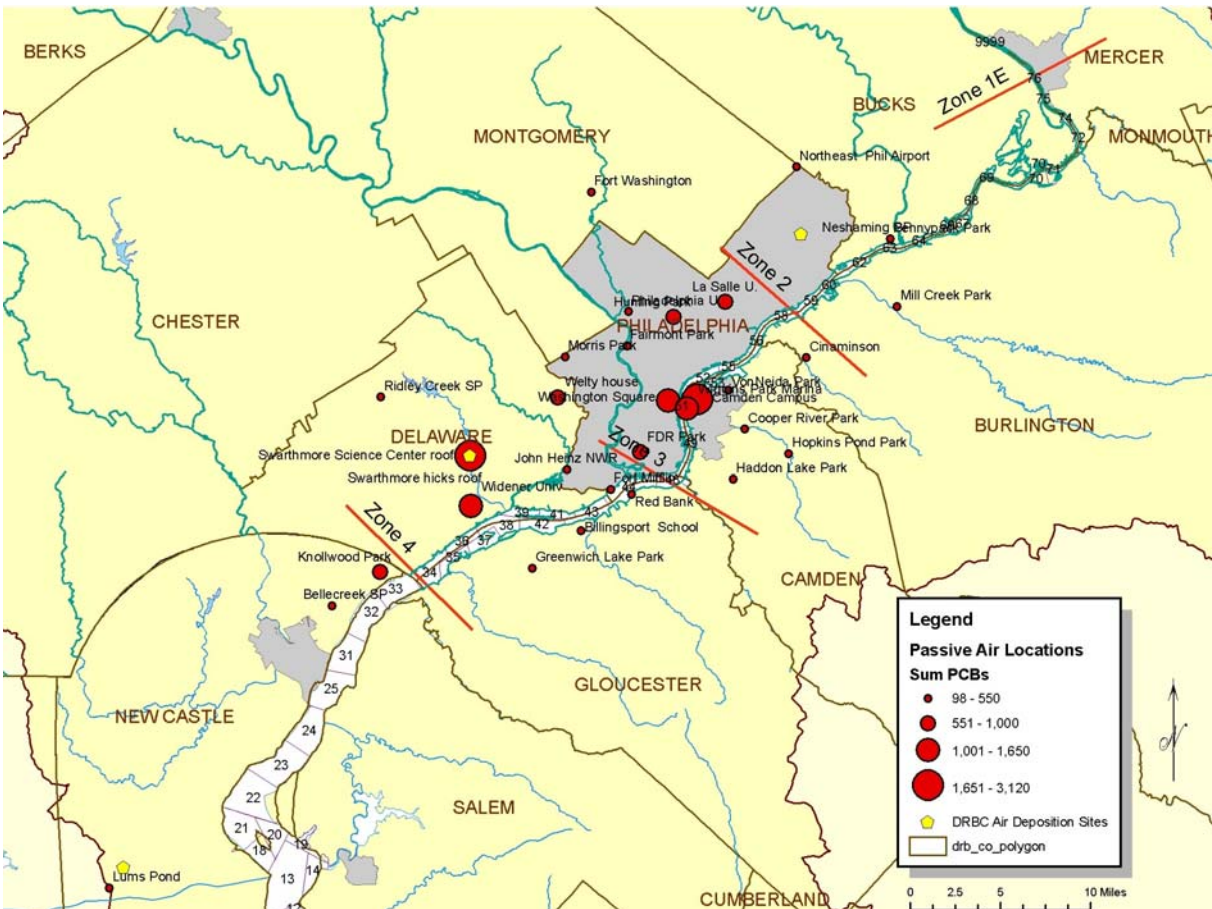 BERKS
9999
MERCER
76
Zone 1E
75
BUCKS
74
MONTGOMERY
72
MONMOUTH
Northeast Phil Airport
70
71
69
70
Fort Washington
68
67
Neshaming
Pennypack Park
63
64
62
Zone 2
La Salle U.
60
Mill Creek Park
Philadelphia U.
59
58
CHESTER
PHILADELPHIA
Fairmont Park
56
Morris Park
Cinaminson
55
Ridley Creek SP
Welty house
VonNeida Park
Washington Square
Park Marina
Camden Campus
BURLINGTON
Cooper River Park
DELAWARE
FDR Park
49
Hopkins Pond Park
Zone 3
Swarthmore Science Center roof
John Heinz NWR
Haddon Lake Park
Swarthmore hicks roof
Widener Univ
Fort Mifflin
Red Bank
39
41
43
Zone 4
38
42
Billingsport School
36
37
Knollwood Park
35
Greenwich Lake Park
34
CAMDEN
33
Bellecreek SP
32
31
GLOUCESTER
25
NEW CASTLE
24
23
22
SALEM
21
20
19
18
14
13
Lums Pond
CUMBERLAND
Legend
Passive Air Locations
Sum PCBs
98 - 550
551 - 1,000
1,001 - 1,650
1,651 - 3,120
DRBC Air Deposition Sites
drb_co_polygon
N
0 2.5 5 10 Miles